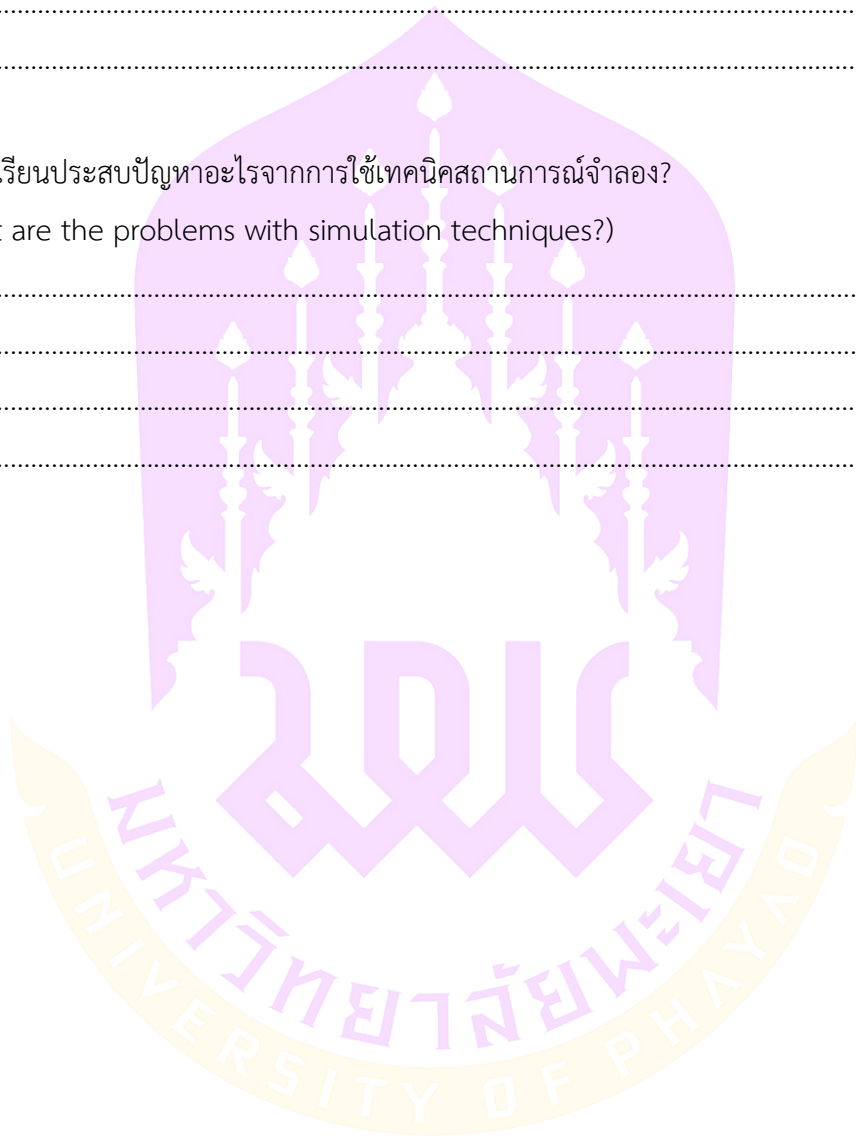 ................................................................................
................................................................................
เรียนประสบปัญหาอะไรจากการใช้เทคนิคสถานการณ์จำลอง?
t are the problems with simulation techniques?)
................................................................................
................................................................................
................................................................................
................................................................................
มหาวิทยาลัยพะเยา
UNIVERSITY OF PHAYAO